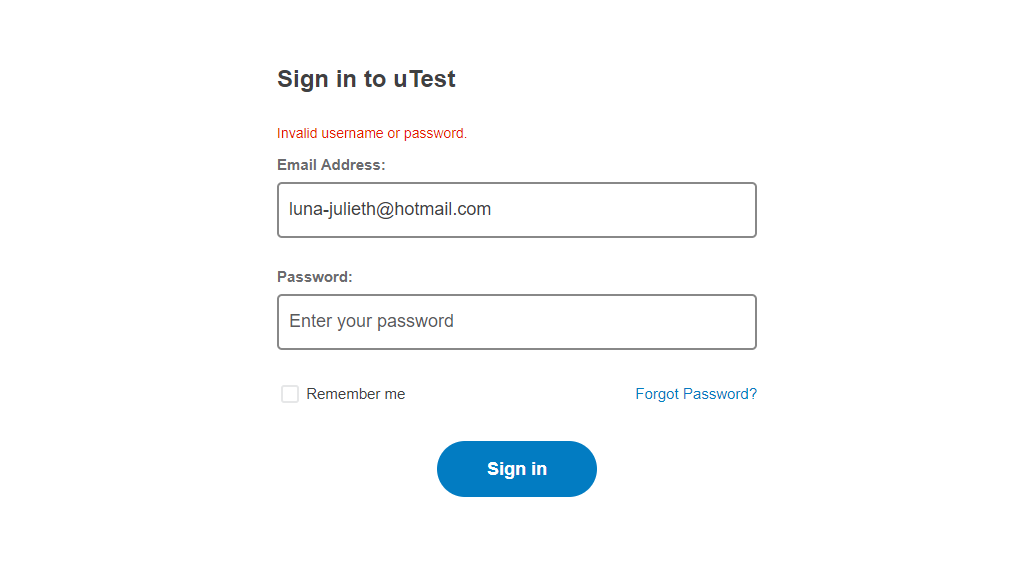 Sign in to uTest
Invalid username or password.
Email Address:
luna-julieth@hotmail.com
Password:
Enter your password
Remember me
Forgot Password?
Sign in